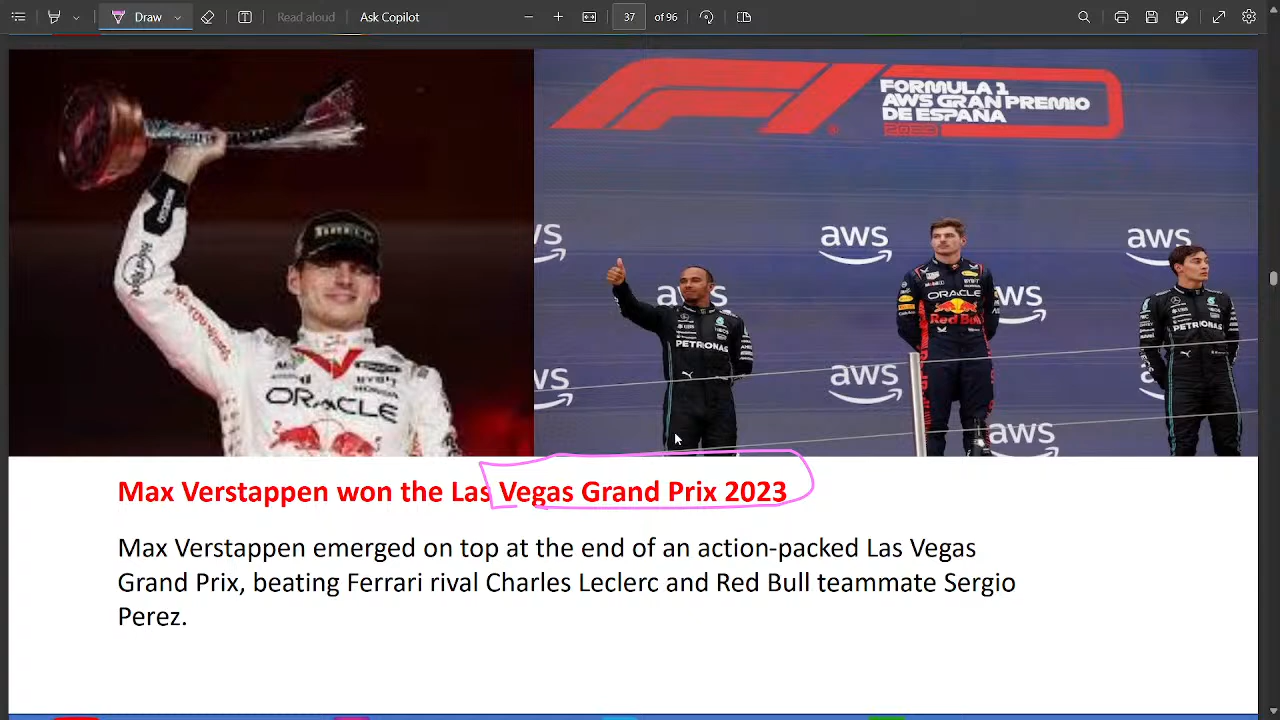 Draw
Read aloud
Ask Copilot
37
of 96
FORMULA 1
AWS GRAN PREMIO
DE ESPAÑA
2023
aws
aws
aws
aws
aws
aws
PIRELLI
ORACLE
PETRONAS
ORACLE
Red Bull
PETRONAS
Max Verstappen won the Las Vegas Grand Prix 2023
Max Verstappen emerged on top at the end of an action-packed Las Vegas
Grand Prix, beating Ferrari rival Charles Leclerc and Red Bull teammate Sergio
Perez.